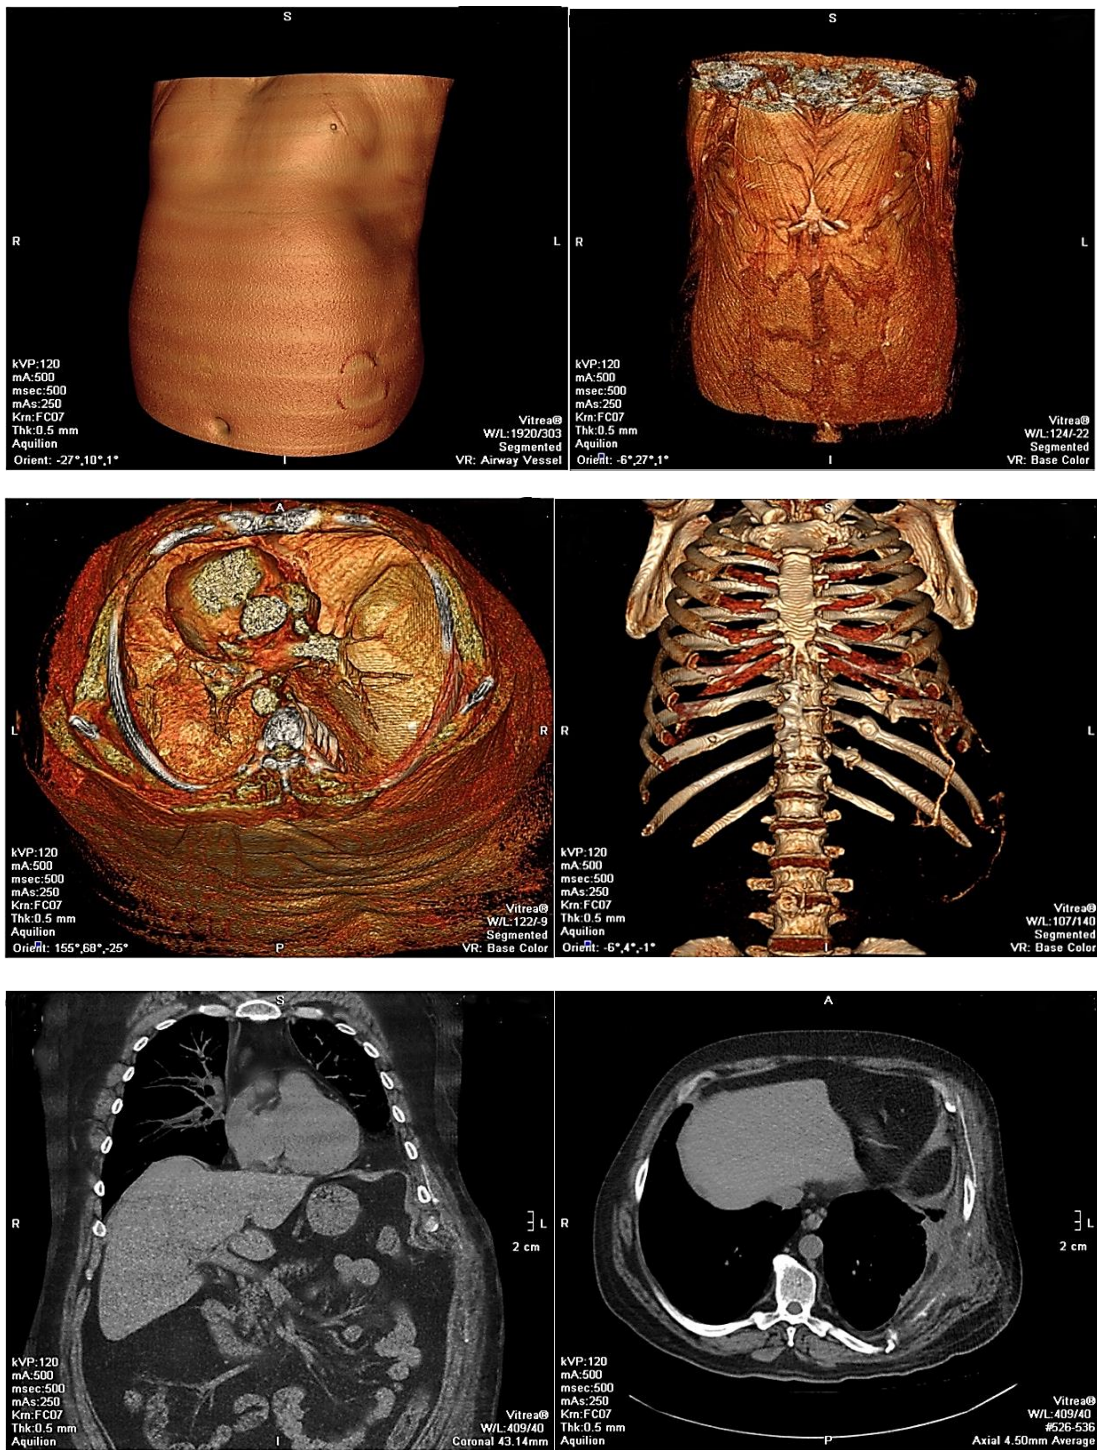 S
R
L
kVP:120
mA:500
msec:500
mAs:250
Krn:FC07
Thk:0.5 mm
Aquilion
Orient: -27°,10°,1°
I
Vitrea®
W/L:1920/303
Segmented
VR: Airway Vessel
S
R
L
kVP:120
mA:500
msec:500
mAs:250
Krn:FC07
Thk:0.5 mm
Aquilion
Orient: -6°,27°,1°
I
Vitrea®
W/L:124/-22
Segmented
VR: Base Color
A
L
R
kVP:120
mA:500
msec:500
mAs:250
Krn:FC07
Thk:0.5 mm
Aquilion
Orient: 155°,68°,-25°
P
Vitrea®
W/L:122/-9
Segmented
VR: Base Color
S
R
L
kVP:120
mA:500
msec:500
mAs:250
Krn:FC07
Thk:0.5 mm
Aquilion
Orient: -6°,4°,-1°
I
Vitrea®
W/L:107/140
Segmented
VR: Base Color
S
R
L
2 cm
kVP:120
mA:500
msec:500
mAs:250
Krn:FC07
Thk:0.5 mm
Aquilion
I
Vitrea®
W/L:409/40
Coronal 43.14mm
A
R
L
2 cm
kVP:120
mA:500
msec:500
mAs:250
Krn:FC07
Thk:0.5 mm
Aquilion
P
Vitrea®
W/L:409/40
#526-536
Axial 4.50mm Average